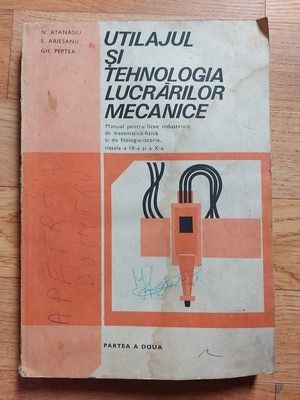 N. ATANASIU
E. ARIEȘANU
GH. PEPTEA
UTILAJUL
ȘI
TEHNOLOGIA
LUCRĂRILOR
MECANICE
Manual pentru licee industriale,
de matematică-fizică
și de filologie-istorie,
clasele a IX-a și a X-a
PARTEA A DOUA